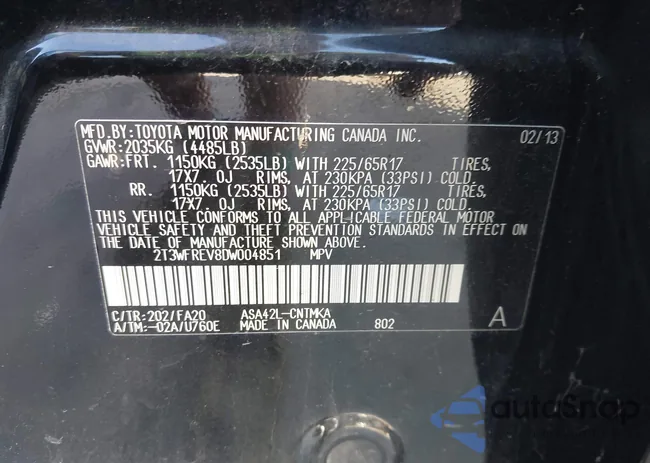 MFD.BY:TOYOTA MOTOR MANUFACTURING CANADA INC. 02/13
GVWR:2035KG (4485LB)
GAWR:FRT. 1150KG (2535LB) WITH 225/65R17 TIRES,
17X7.0J RIMS, AT 230KPA (33PSI) COLD.
RR. 1150KG (2535LB) WITH 225/65R17 TIRES,
17X7.0J RIMS, AT 230KPA (33PSI) COLD.
THIS VEHICLE CONFORMS TO ALL APPLICABLE FEDERAL MOTOR
VEHICLE SAFETY AND THEFT PREVENTION STANDARDS IN EFFECT ON
THE DATE OF MANUFACTURE SHOWN ABOVE.
2T3WFREV8DW004851 MPV
C/TR:202/FA20 ASA42L-CNTMKA
A/TM:-02A/U760E MADE IN CANADA 802 A
autoSnap